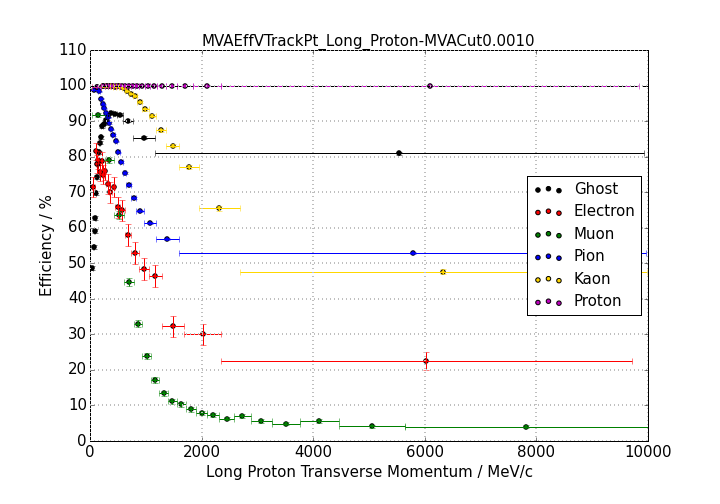 MVAEffVTrackPt_Long_Proton-MVACut0.0010
110
100
90
80
70
60
50
40
30
20
10
0
Efficiency / %
Ghost
Electron
Muon
Pion
Kaon
Proton
0 2000 4000 6000 8000 10000
Long Proton Transverse Momentum / MeV/c